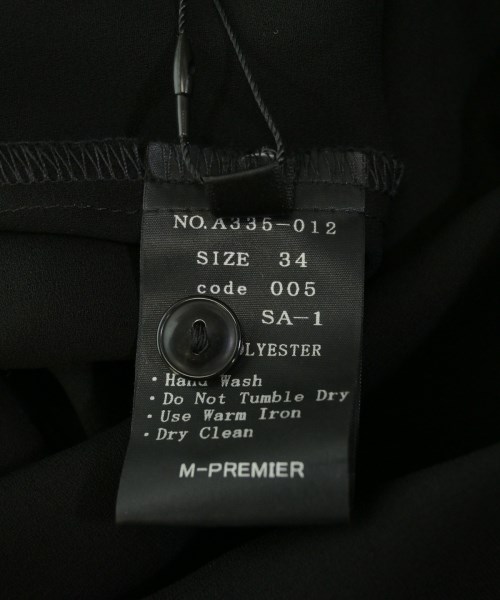 NO.A335-012
SIZE 34
code 005
SA-1
LYESTER
・Hand Wash
・Do Not Tumble Dry
・Use Warm Iron
・Dry Clean
M-PREMIER